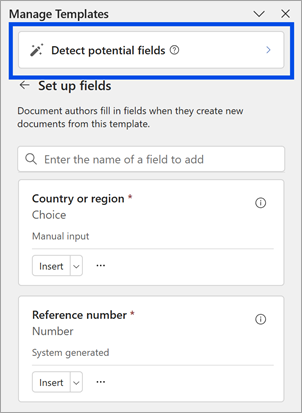 Manage Templates
Detect potential fields
Set up fields
Document authors fill in fields when they create new
documents from this template.
Enter the name of a field to add
Country or region *
Choice
Manual input
Insert
Reference number *
Number
System generated
Insert